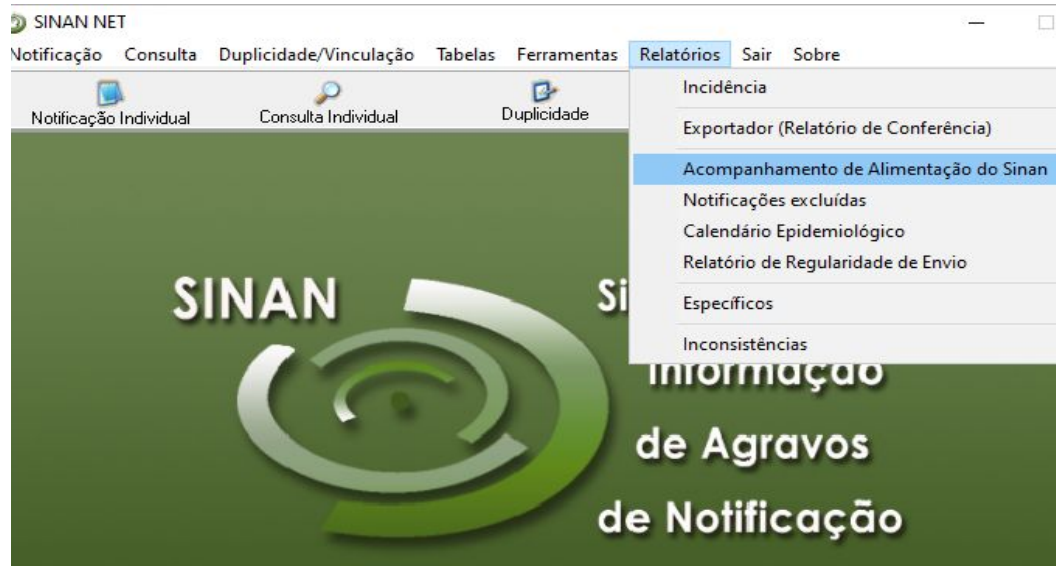 SINAN NET
Notificação Consulta Duplicidade/Vinculação Tabelas Ferramentas Relatórios Sair Sobre
Notificação Individual Consulta Individual Duplicidade
Incidência
Exportador (Relatório de Conferência)
Acompanhamento de Alimentação do Sinan
Notificações excluídas
Calendário Epidemiológico
Relatório de Regularidade de Envio
Específicos
Inconsistências
SINAN Si
Informação
de Agravos
de Notificação